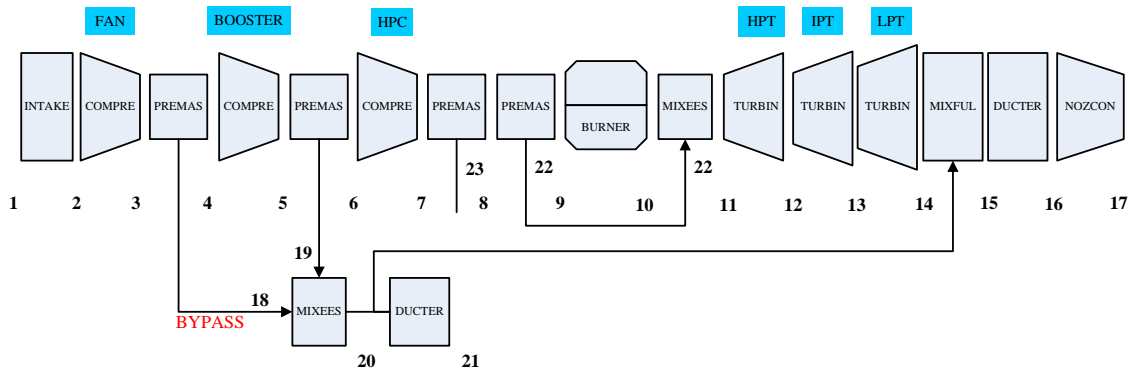 FAN BOOSTER HPC HPT IPT LPT
INTAKE COMPRE PREMAS COMPRE PREMAS COMPRE PREMAS PREMAS BURNER MIXEES TURBIN TURBIN TURBIN MIXFUL DUCTER NOZCON
23 22 22
1 2 3 4 5 6 7 8 9 10 11 12 13 14 15 16 17
19
18
BYPASS
MIXEES DUCTER
20 21